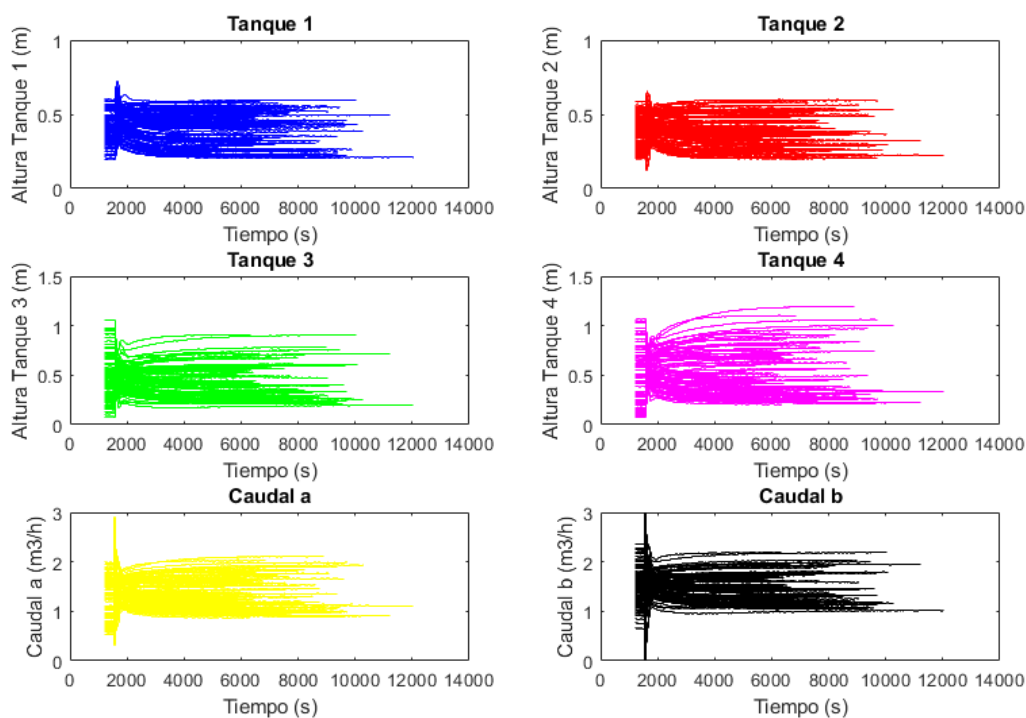 Tanque 1
Altura Tanque 1 (m)
1
0.5
0
0 2000 4000 6000 8000 10000 12000 14000
Tiempo (s)
Tanque 2
Altura Tanque 2 (m)
1
0.5
0
0 2000 4000 6000 8000 10000 12000 14000
Tiempo (s)
Tanque 3
Altura Tanque 3 (m)
1.5
1
0.5
0
0 2000 4000 6000 8000 10000 12000 14000
Tiempo (s)
Tanque 4
Altura Tanque 4 (m)
1.5
1
0.5
0
0 2000 4000 6000 8000 10000 12000 14000
Tiempo (s)
Caudal a
Caudal a (m3/h)
3
2
1
0
0 2000 4000 6000 8000 10000 12000 14000
Tiempo (s)
Caudal b
Caudal b (m3/h)
3
2
1
0
0 2000 4000 6000 8000 10000 12000 14000
Tiempo (s)